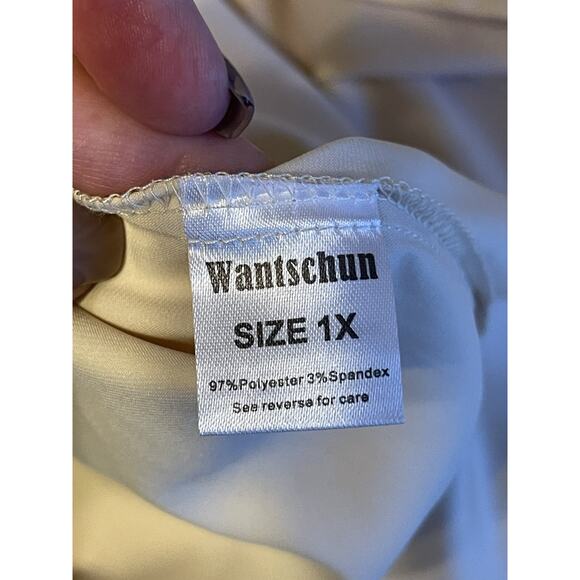 Wantschun
SIZE 1X
97%Polyester 3%Spandex
See reverse for care